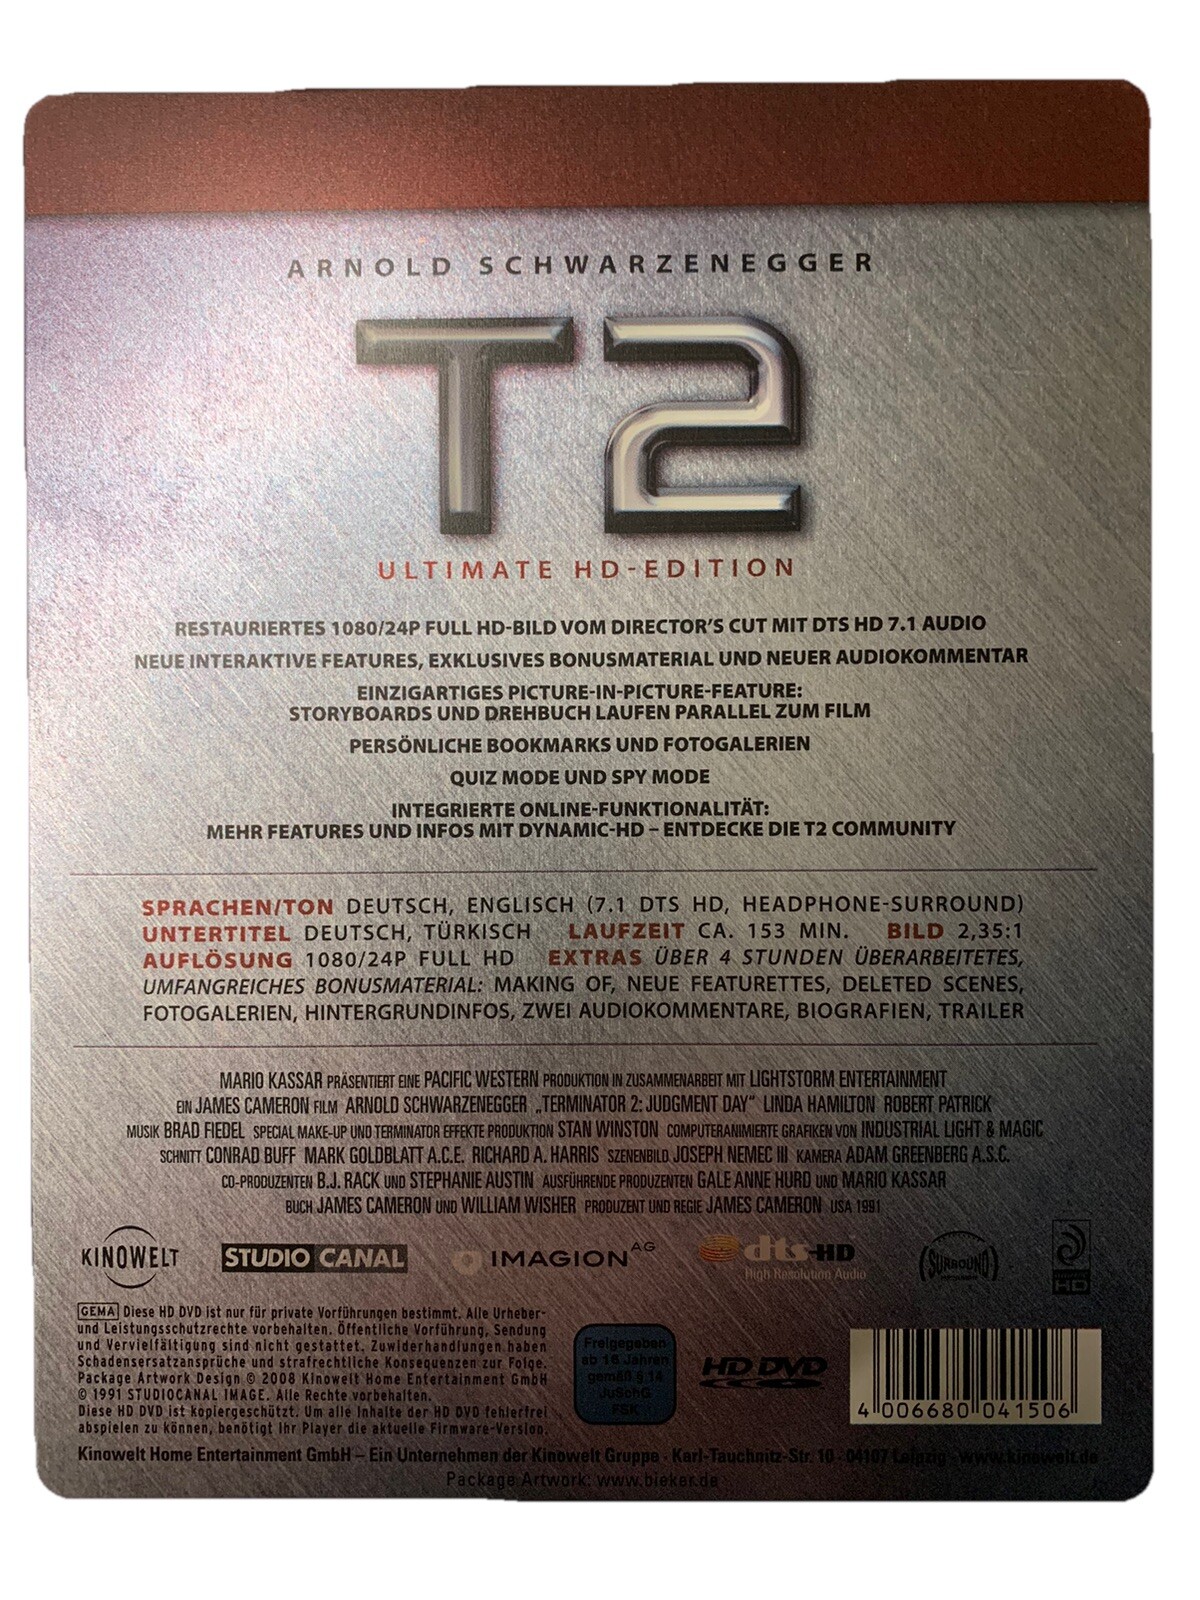 ARNOLD SCHWARZENEGGER
T2
ULTIMATE HD-EDITION
RESTAURIERTES 1080/24P FULL HD-BILD VOM DIRECTOR'S CUT MIT DTS HD 7.1 AUDIO
NEUE INTERAKTIVE FEATURES, EXKLUSIVES BONUSMATERIAL UND NEUER AUDIOKOMMENTAR
EINZIGARTIGES PICTURE-IN-PICTURE-FEATURE:
STORYBOARDS UND DREHBUCH LAUFEN PARALLEL ZUM FILM
PERSÖNLICHE BOOKMARKS UND FOTOGALERIEN
QUIZ MODE UND SPY MODE
INTEGRIERTE ONLINE-FUNKTIONALITÄT:
MEHR FEATURES UND INFOS MIT DYNAMIC-HD – ENTDECKE DIE T2 COMMUNITY
SPRACHEN/TON DEUTSCH, ENGLISCH (7.1 DTS HD, HEADPHONE-SURROUND)
UNTERTITEL DEUTSCH, TÜRKISCH LAUFZEIT CA. 153 MIN. BILD 2,35:1
AUFLÖSUNG 1080/24P FULL HD EXTRAS ÜBER 4 STUNDEN ÜBERARBEITETES,
UMFANGREICHES BONUSMATERIAL: MAKING OF, NEUE FEATURETTES, DELETED SCENES,
FOTOGALERIEN, HINTERGRUNDINFOS, ZWEI AUDIOKOMMENTARE, BIOGRAFIEN, TRAILER
MARIO KASSAR PRÄSENTIERT EINE PACIFIC WESTERN PRODUKTION IN ZUSAMMENARBEIT MIT LIGHTSTORM ENTERTAINMENT
EIN JAMES CAMERON FILM ARNOLD SCHWARZENEGGER „TERMINATOR 2: JUDGMENT DAY“ LINDA HAMILTON ROBERT PATRICK
MUSIK BRAD FIEDEL SPECIAL MAKE-UP UND TERMINATOR EFFEKTE PRODUKTION STAN WINSTON COMPUTERANIMIERTE GRAFIKEN VON INDUSTRIAL LIGHT & MAGIC
SCHNITT CONRAD BUFF MARK GOLDBLATT A.C.E. RICHARD A. HARRIS SZENENBILD JOSEPH NEMEC III KAMERA ADAM GREENBERG A.S.C.
CO-PRODUZENTEN B.J. RACK UND STEPHANIE AUSTIN AUSFÜHRENDE PRODUZENTEN GALE ANNE HURD UND MARIO KASSAR
BUCH JAMES CAMERON UND WILLIAM WISHER PRODUZENT UND REGIE JAMES CAMERON USA 1991
KINOWELT STUDIO CANAL IMAGION AG dts-HD SURROUND HD
High Resolution Audio
GEMA Diese HD DVD ist nur für private Vorführungen bestimmt. Alle Urheber-
und Leistungsschutzrechte vorbehalten. Öffentliche Vorführung, Sendung
und Vervielfältigung sind nicht gestattet. Zuwiderhandlungen haben
Schadensersatzansprüche und strafrechtliche Konsequenzen zur Folge.
Package Artwork Design © 2008 Kinowelt Home Entertainment GmbH
© 1991 STUDIOCANAL IMAGE. Alle Rechte vorbehalten.
Diese HD DVD ist kopiergeschützt. Um alle Inhalte der HD DVD fehlerfrei
abspielen zu können, benötigt Ihr Player die aktuelle Firmware-Version.
Freigegeben
ab 16 Jahren
gemäß § 14
JuSchG
FSK
HD DVD
4 006680 041506
Kinowelt Home Entertainment GmbH – Ein Unternehmen der Kinowelt Gruppe · Karl-Tauchnitz-Str. 10 · 04107 Leipzig · www.kinowelt.de
Package Artwork: www.bieker.de